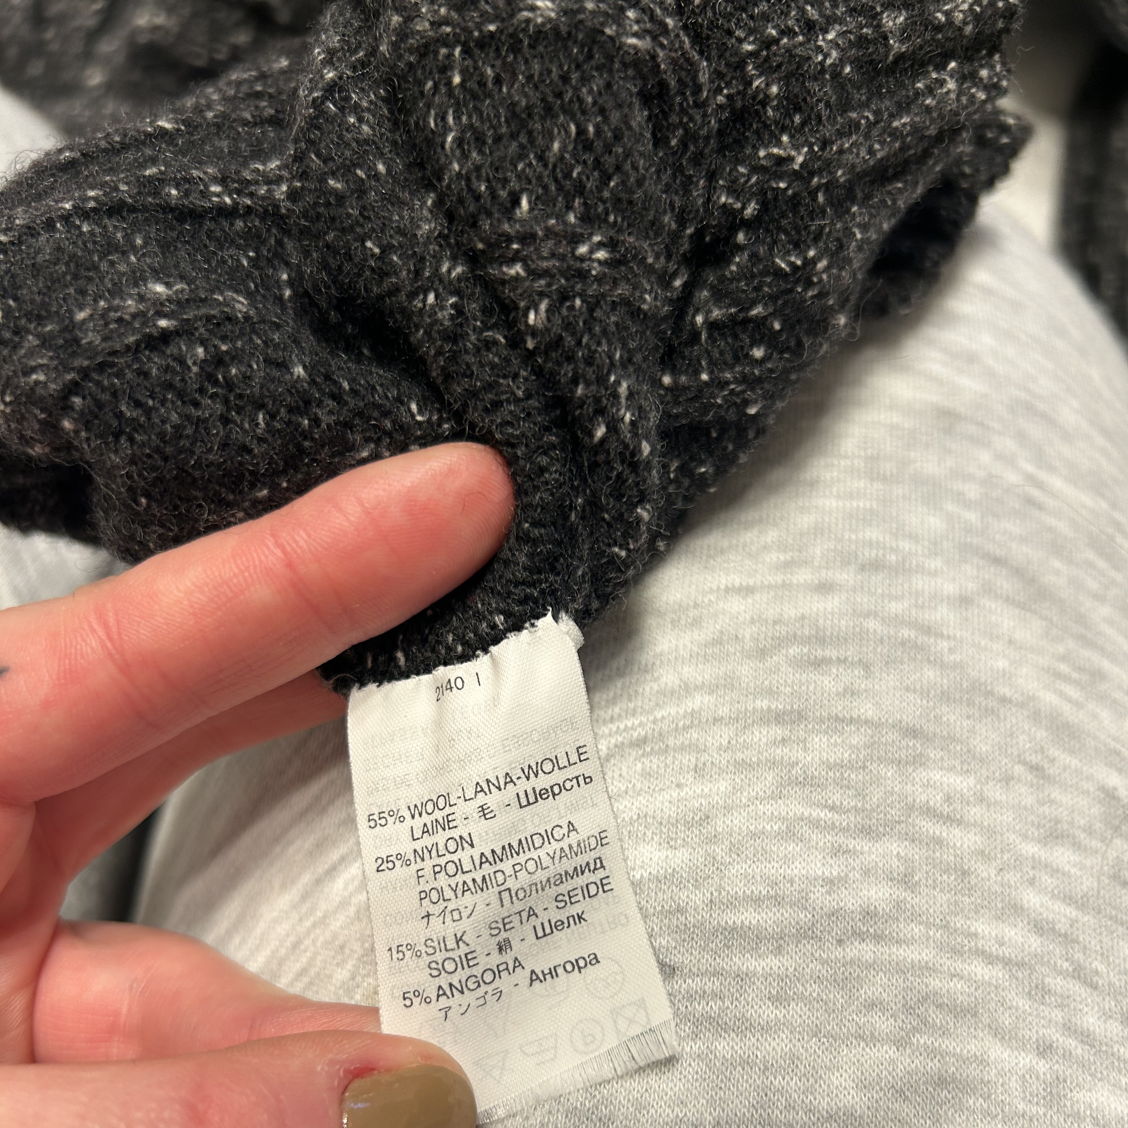 2140 I
55% WOOL-LANA-WOLLE
LAINE - 毛 - Шерсть
25% NYLON
F. POLIAMMIDICA
POLYAMID-POLYAMIDE
ナイロン - Полиамид
15% SILK - SETA - SEIDE
SOIE - 絹 - Шелк
5% ANGORA
アンゴラ - Ангора